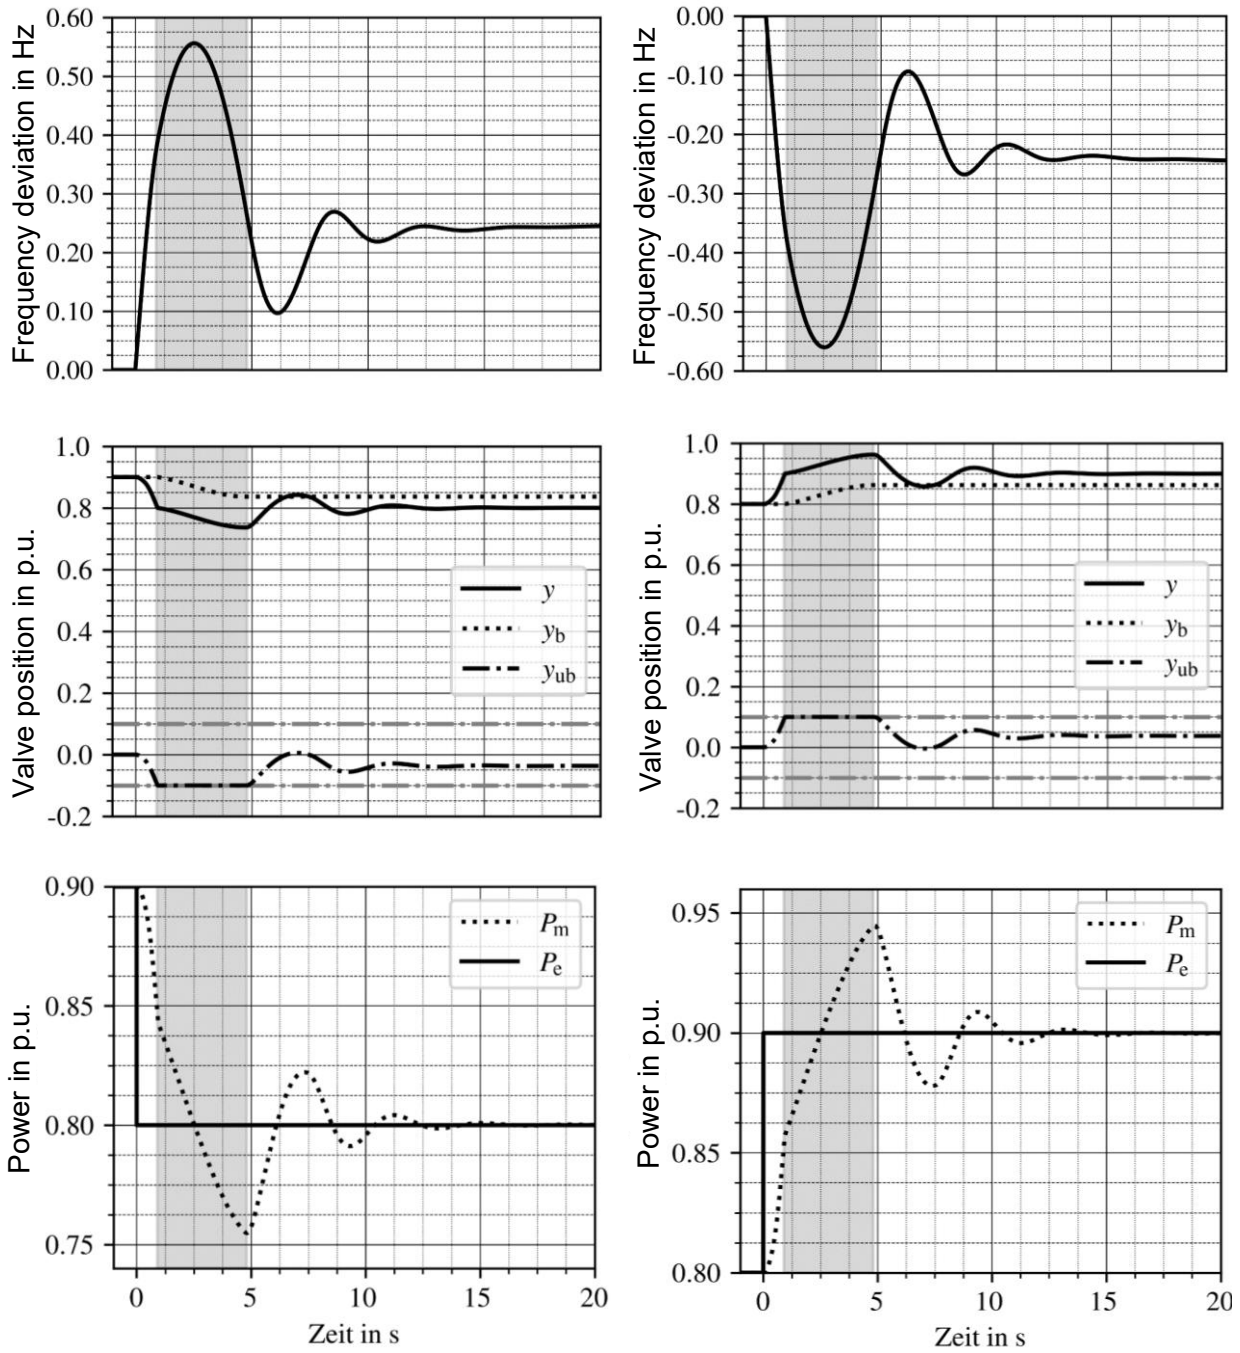 Frequency deviation in Hz
0.60
0.50
0.40
0.30
0.20
0.10
0.00
Frequency deviation in Hz
0.00
-0.10
-0.20
-0.30
-0.40
-0.50
-0.60
Valve position in p.u.
1.0
0.8
0.6
0.4
0.2
0.0
-0.2
y
yb
yub
Valve position in p.u.
1.0
0.8
0.6
0.4
0.2
0.0
-0.2
y
yb
yub
Power in p.u.
0.90
0.85
0.80
0.75
Pm
Pe
0 5 10 15 20
Zeit in s
Power in p.u.
0.95
0.90
0.85
0.80
Pm
Pe
0 5 10 15 20
Zeit in s